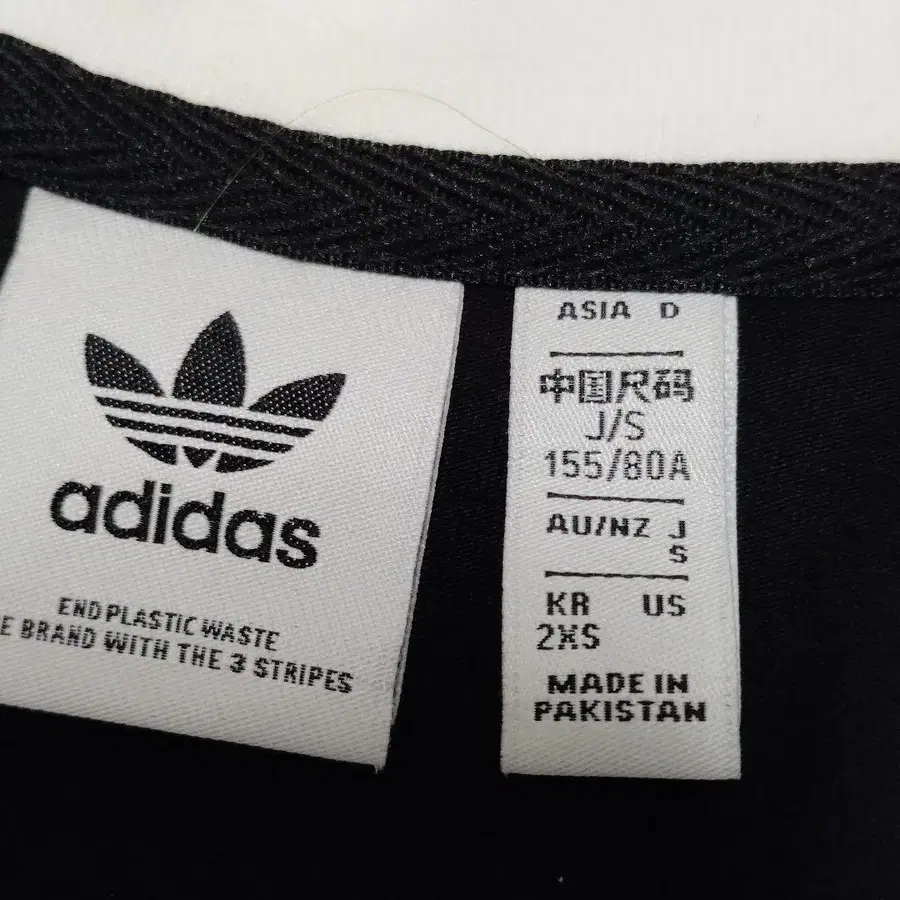 adidas
END PLASTIC WASTE
E BRAND WITH THE 3 STRIPES
ASIA D
中国尺码
J/S
155/80A
AU/NZ J
S
KR US
2XS
MADE IN
PAKISTAN